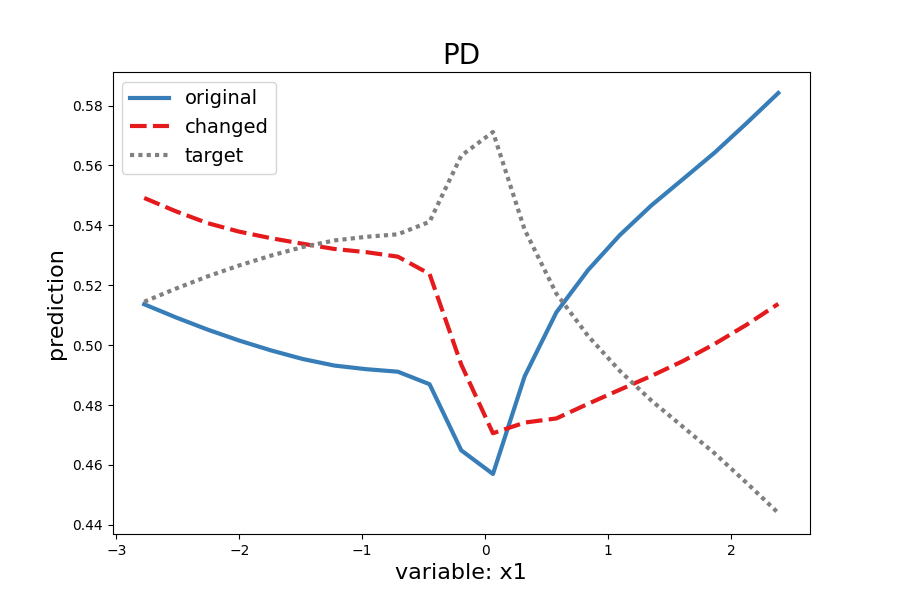 PD
original
changed
target
prediction
0.58
0.56
0.54
0.52
0.50
0.48
0.46
0.44
−3 −2 −1 0 1 2
variable: x1